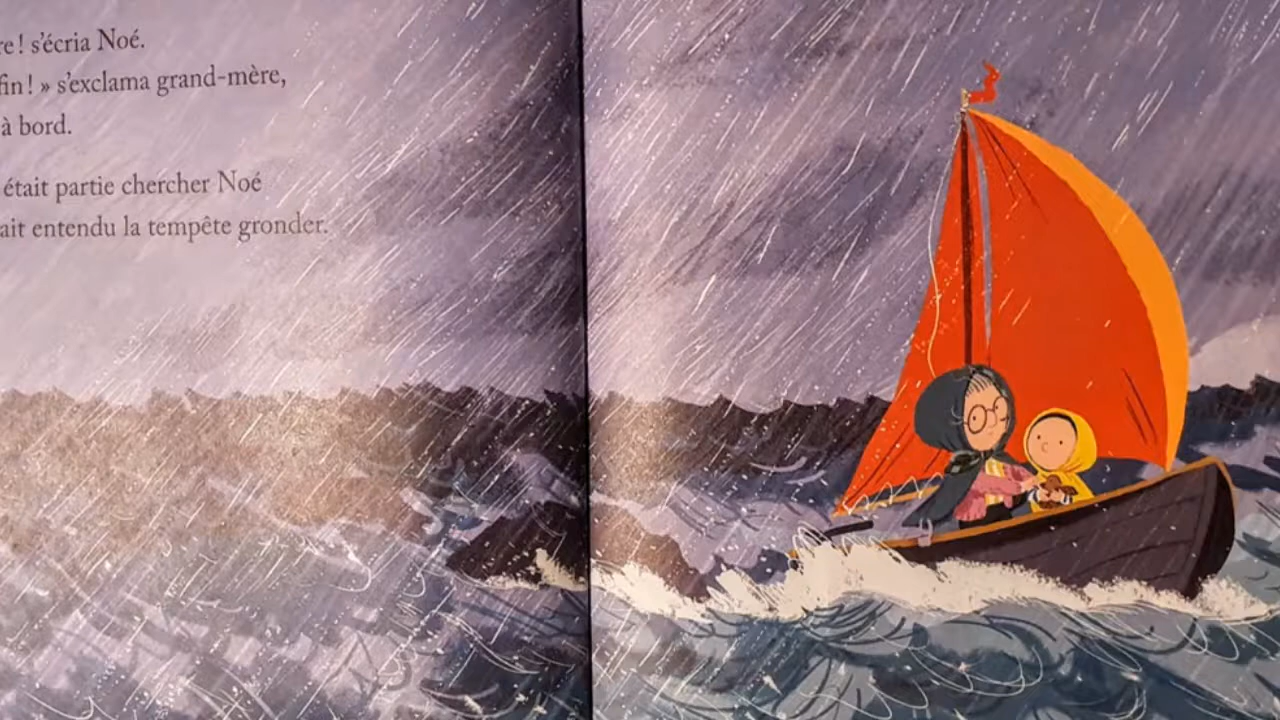 re ! s'écria Noé.
fin ! » s'exclama grand-mère,
à bord.
était partie chercher Noé
ait entendu la tempête gronder.